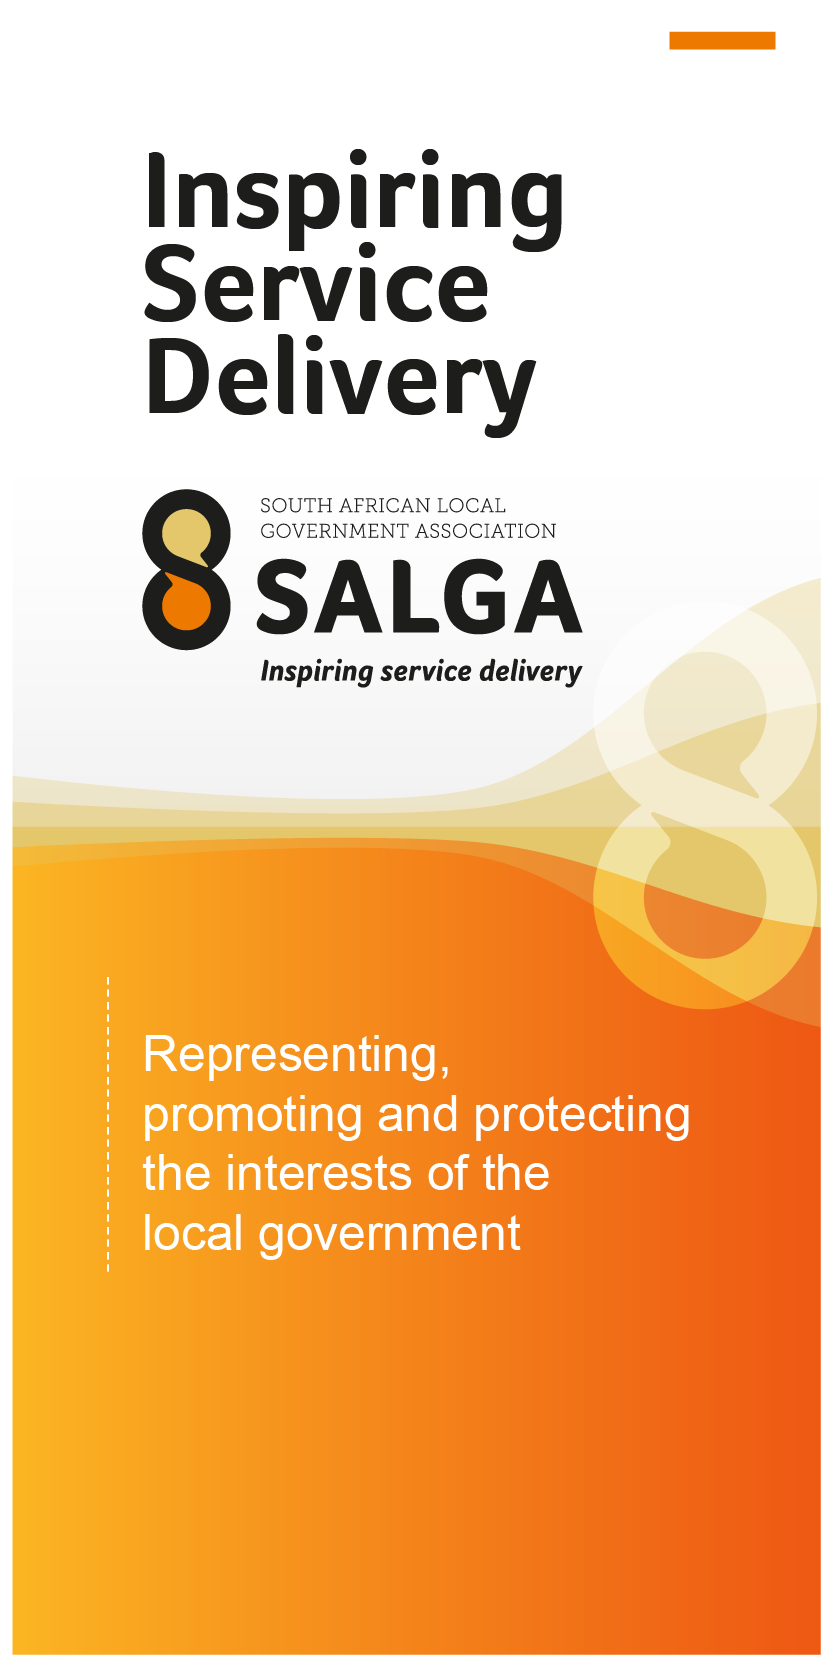 Inspiring
Service
Delivery
SOUTH AFRICAN LOCAL
GOVERNMENT ASSOCIATION
SALGA
Inspiring service delivery
Representing,
promoting and protecting
the interests of the
local government